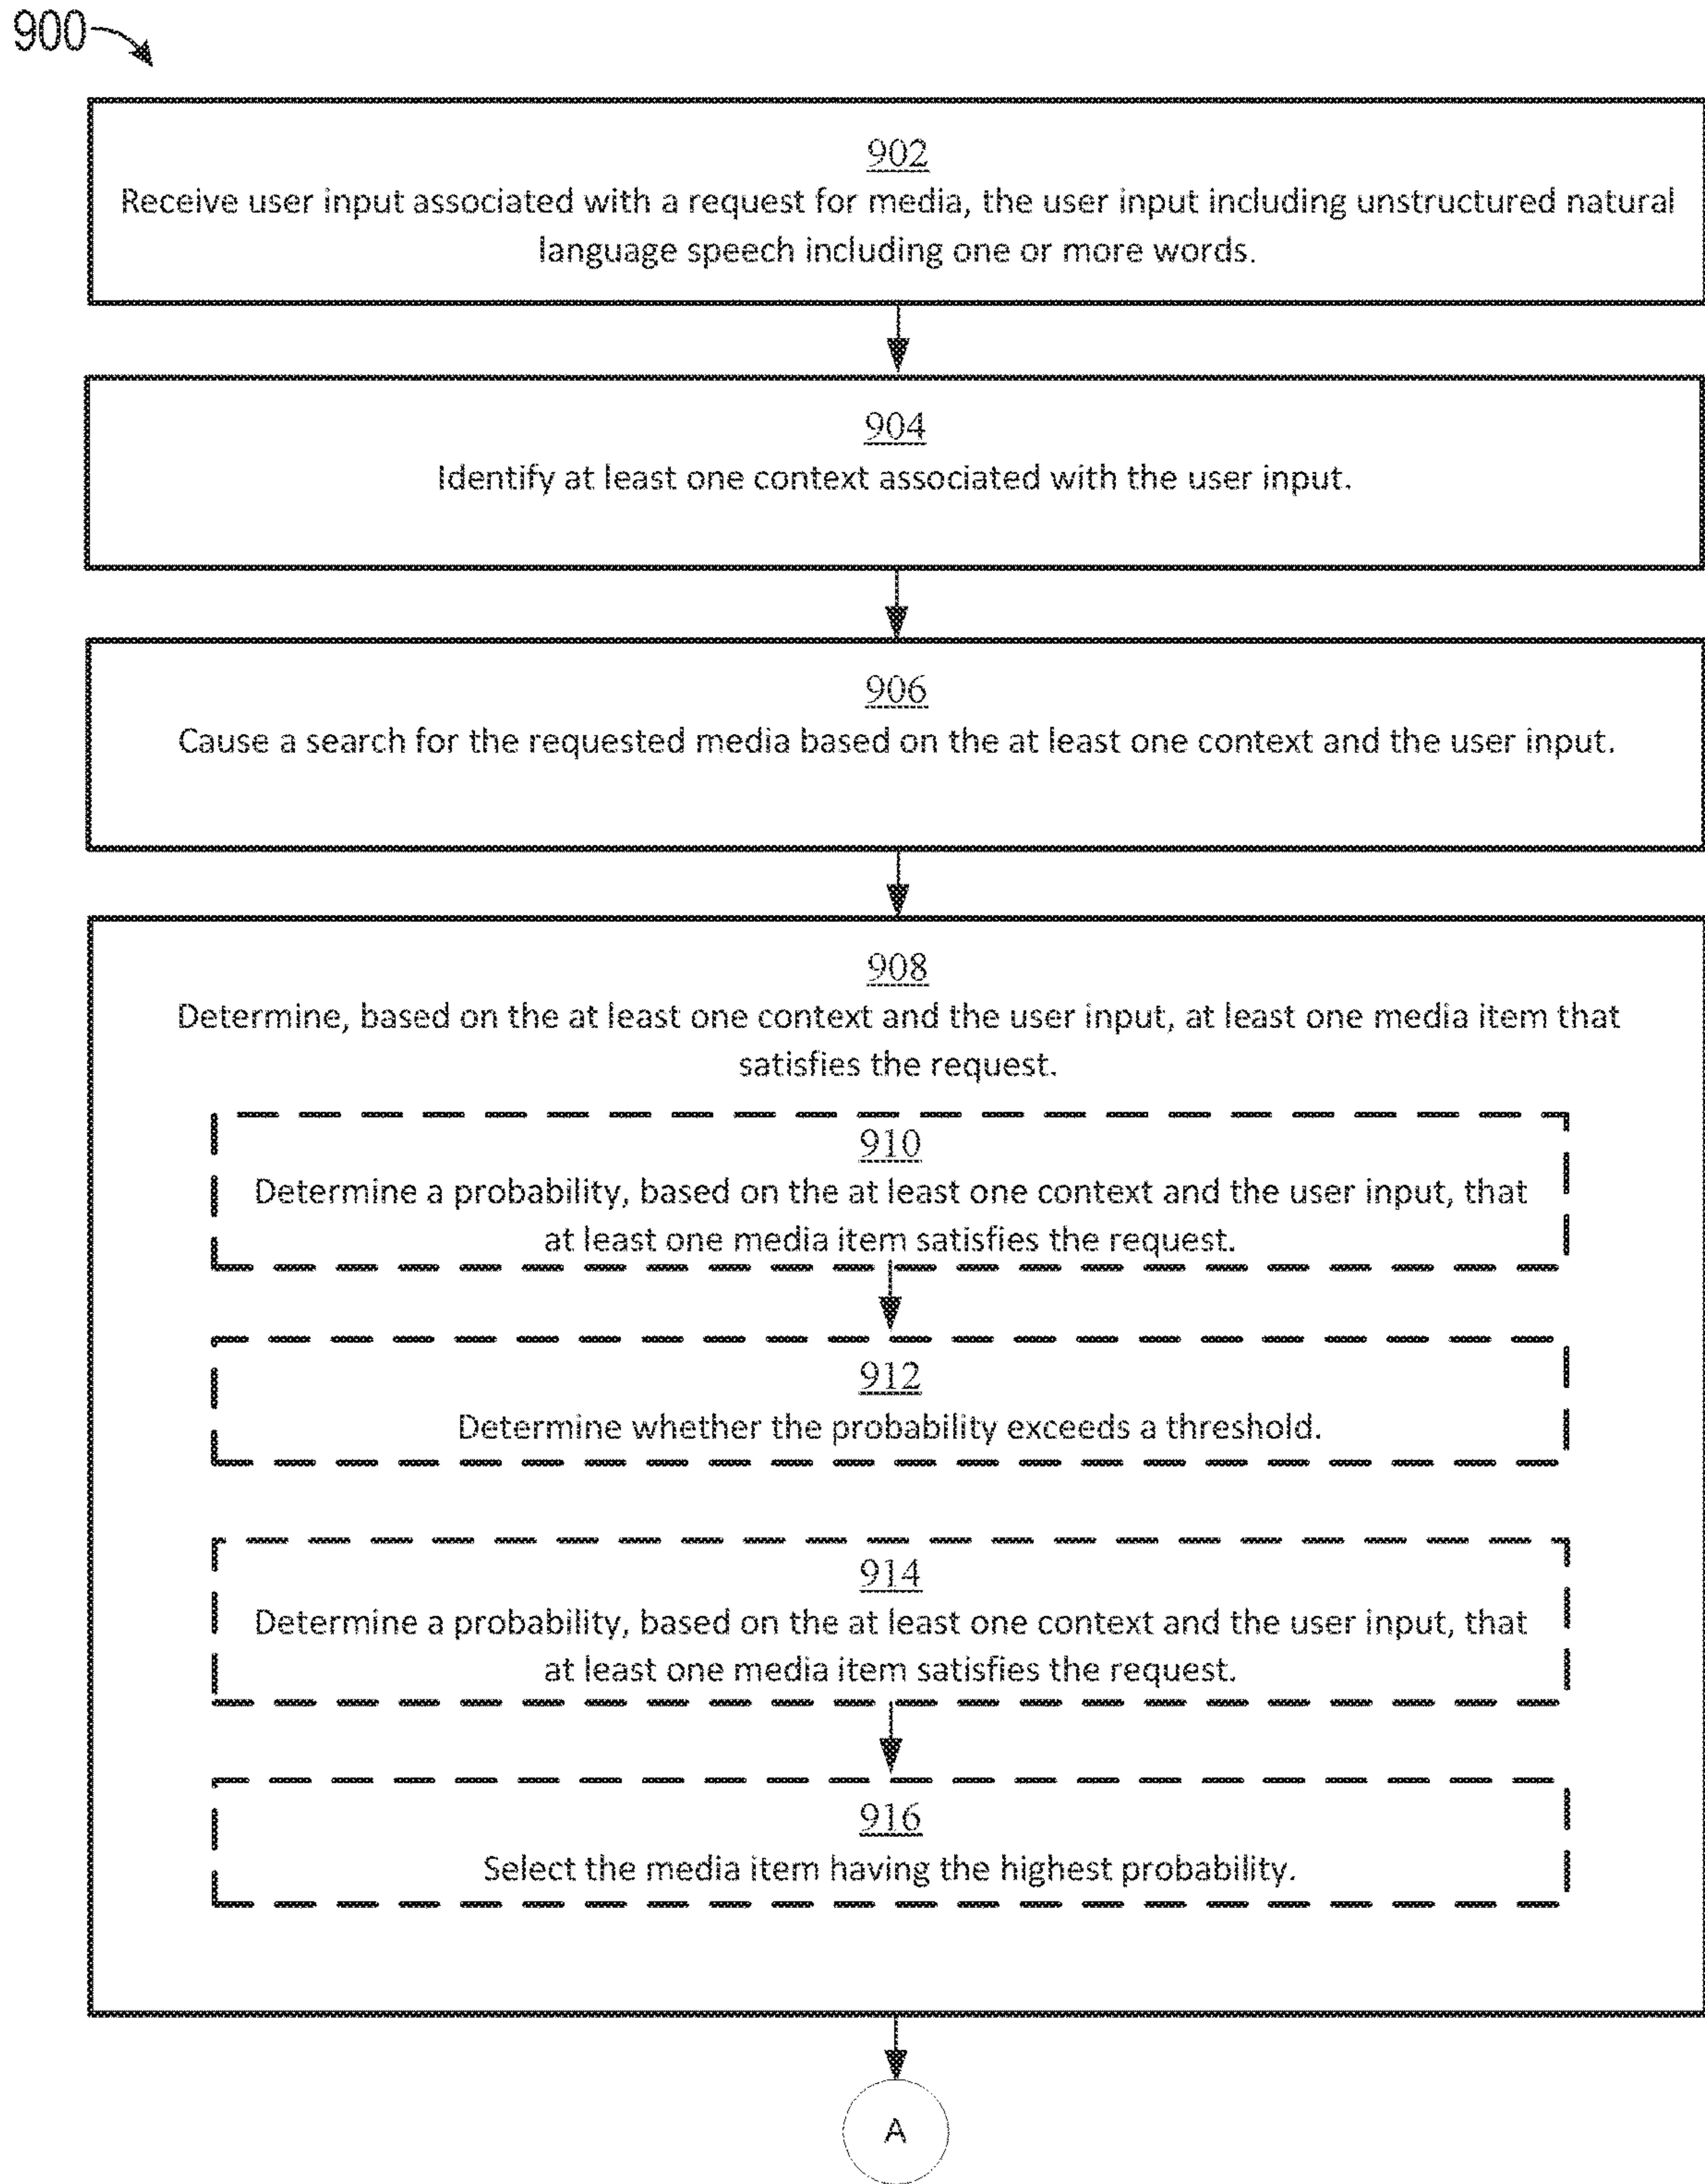 900
902
Receive user input associated with a request for media, the user input including unstructured natural
language speech including one or more words.
904
Identify at least one context associated with the user input.
906
Cause a search for the requested media based on the at least one context and the user input.
908
Determine, based on the at least one context and the user input, at least one media item that
satisfies the request.
910
Determine a probability, based on the at least one context and the user input, that
at least one media item satisfies the request.
912
Determine whether the probability exceeds a threshold.
914
Determine a probability, based on the at least one context and the user input, that
at least one media item satisfies the request.
916
Select the media item having the highest probability.
A